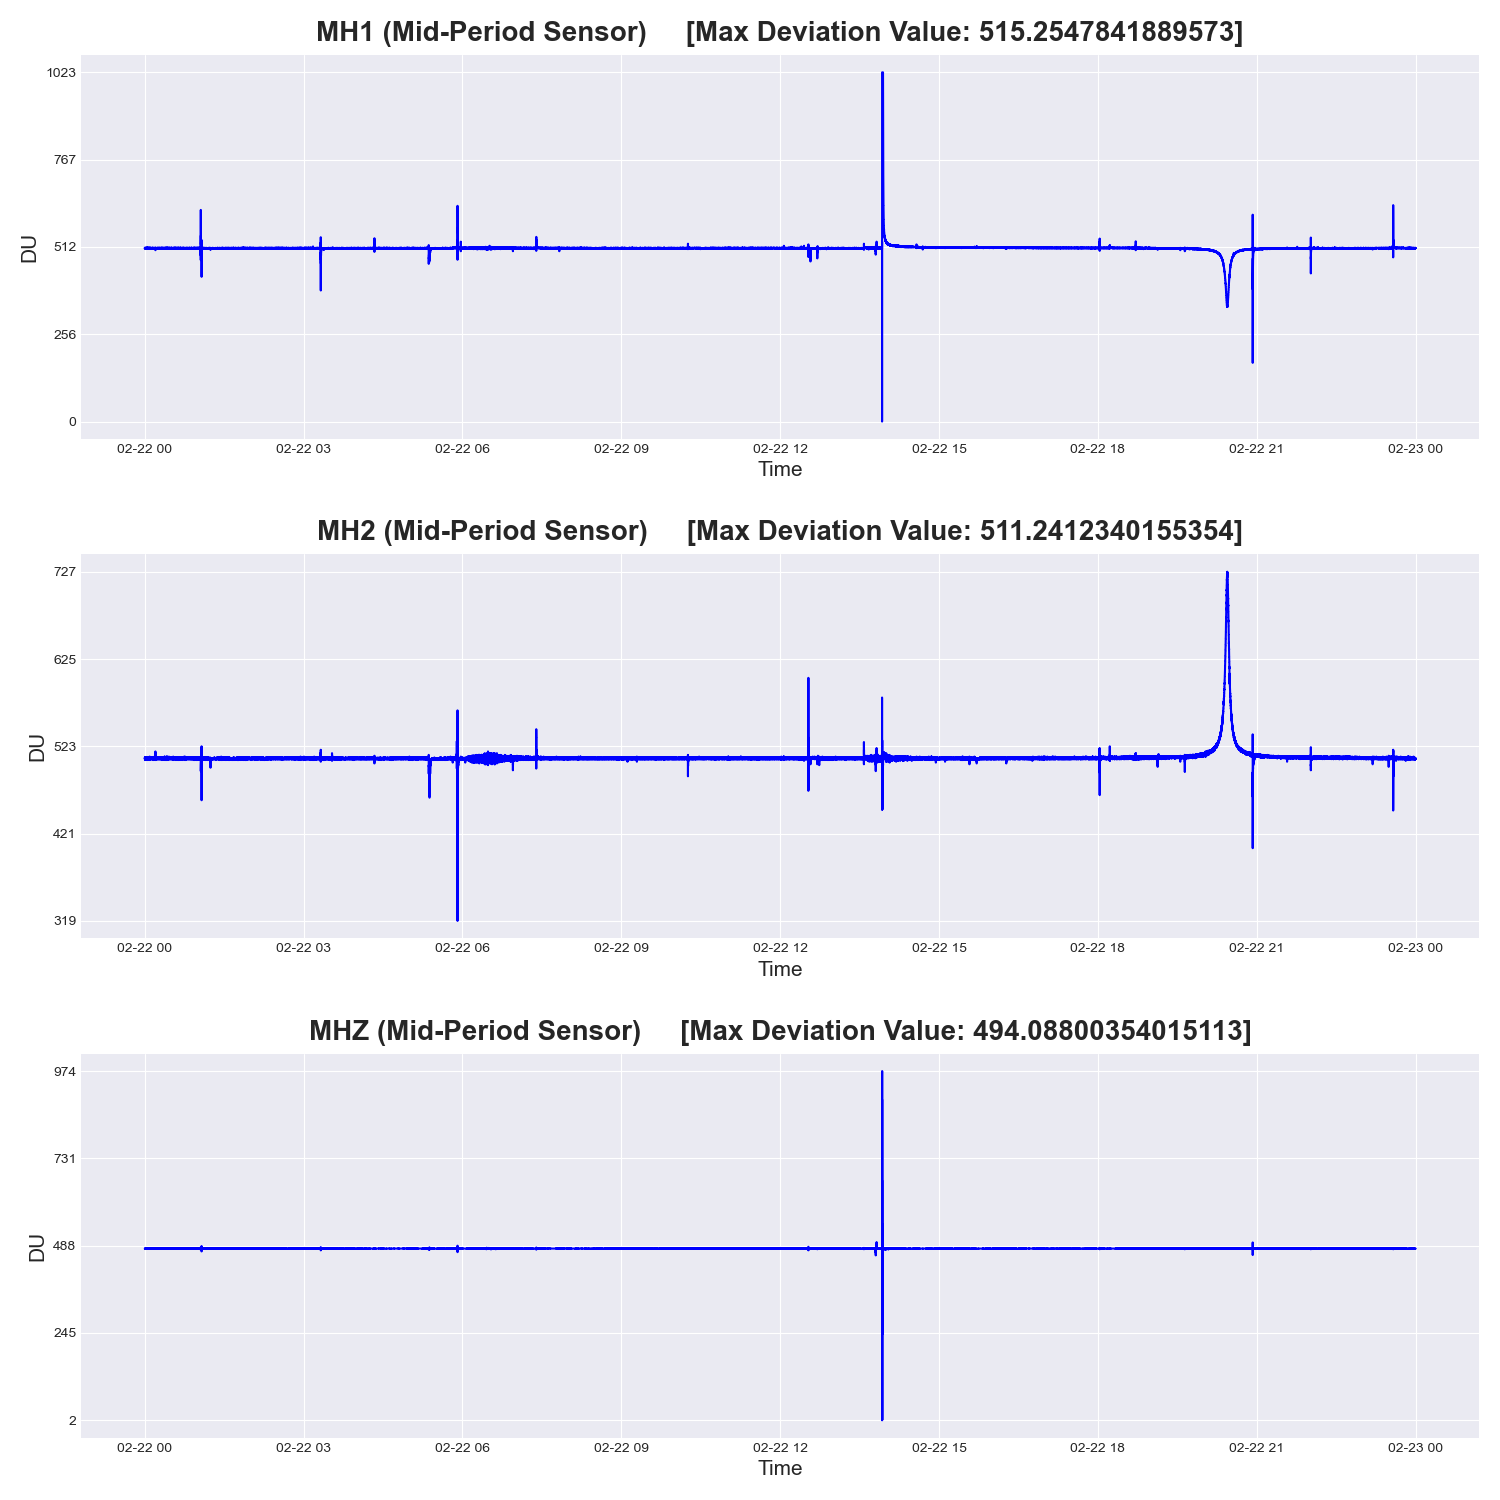 MH1 (Mid-Period Sensor) [Max Deviation Value: 515.2547841889573]
1023
767
512
256
0
DU
02-22 00 02-22 03 02-22 06 02-22 09 02-22 12 02-22 15 02-22 18 02-22 21 02-23 00
Time
MH2 (Mid-Period Sensor) [Max Deviation Value: 511.2412340155354]
727
625
523
421
319
DU
02-22 00 02-22 03 02-22 06 02-22 09 02-22 12 02-22 15 02-22 18 02-22 21 02-23 00
Time
MHZ (Mid-Period Sensor) [Max Deviation Value: 494.08800354015113]
974
731
488
245
2
DU
02-22 00 02-22 03 02-22 06 02-22 09 02-22 12 02-22 15 02-22 18 02-22 21 02-23 00
Time